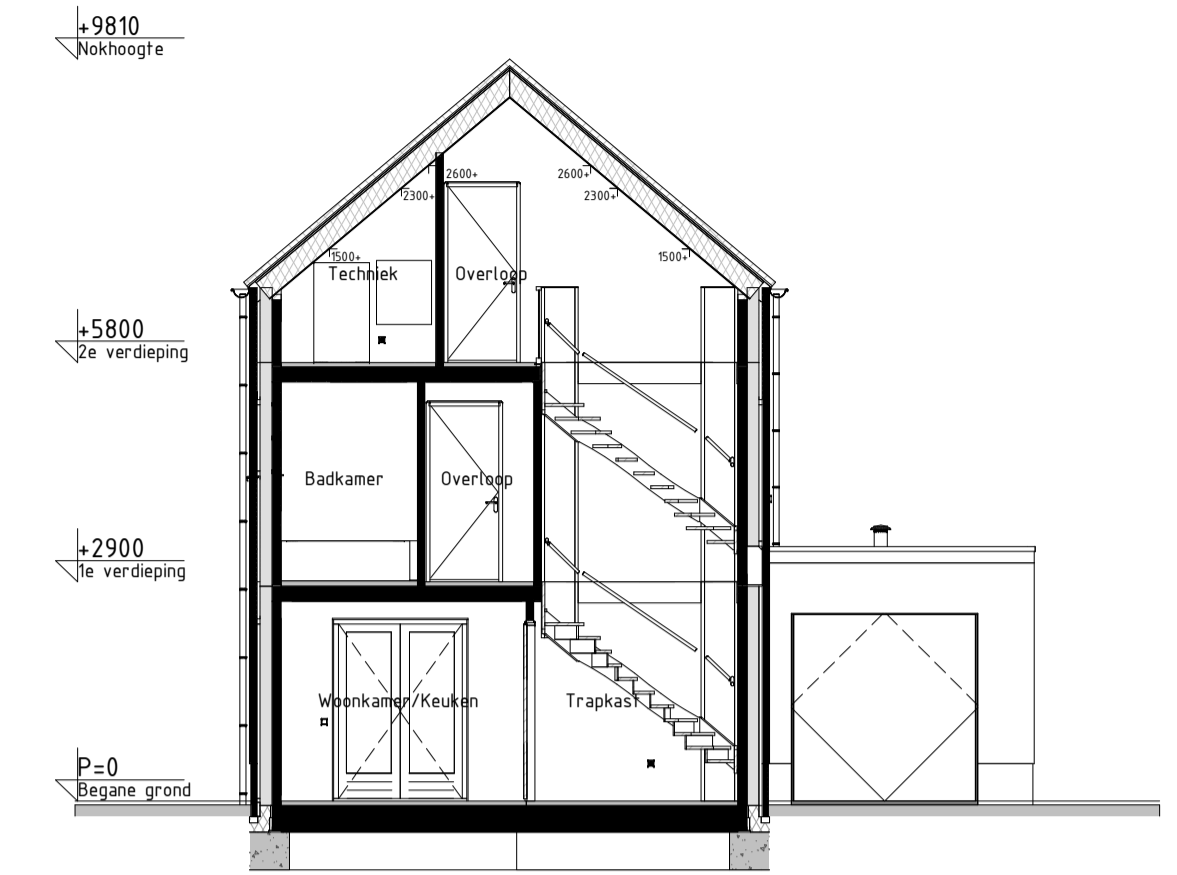 +9810
Nokhoogte
2600+
2600+
2300+
2300+
1500+
1500+
Techniek
Overloop
+5800
2e verdieping
Badkamer
Overloop
+2900
1e verdieping
Woonkamer/Keuken
Trapkast
P=0
Begane grond